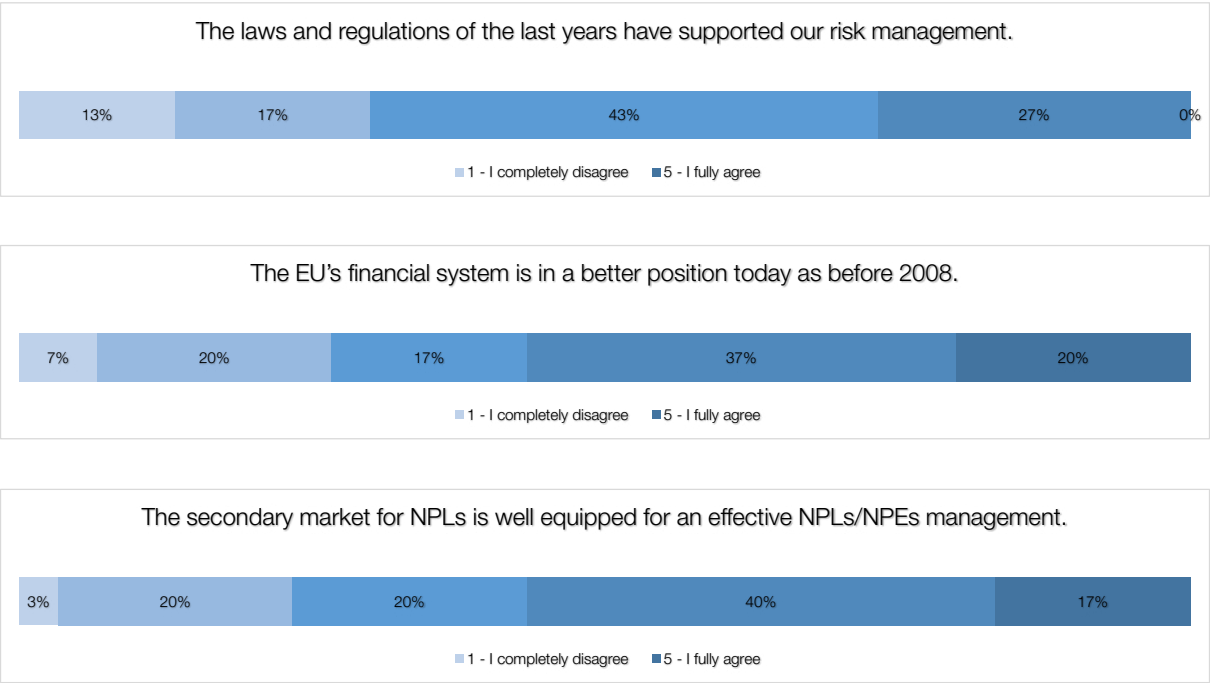 The laws and regulations of the last years have supported our risk management.
13% 17% 43% 27% 0%
1 - I completely disagree 5 - I fully agree
The EU’s financial system is in a better position today as before 2008.
7% 20% 17% 37% 20%
1 - I completely disagree 5 - I fully agree
The secondary market for NPLs is well equipped for an effective NPLs/NPEs management.
3% 20% 20% 40% 17%
1 - I completely disagree 5 - I fully agree